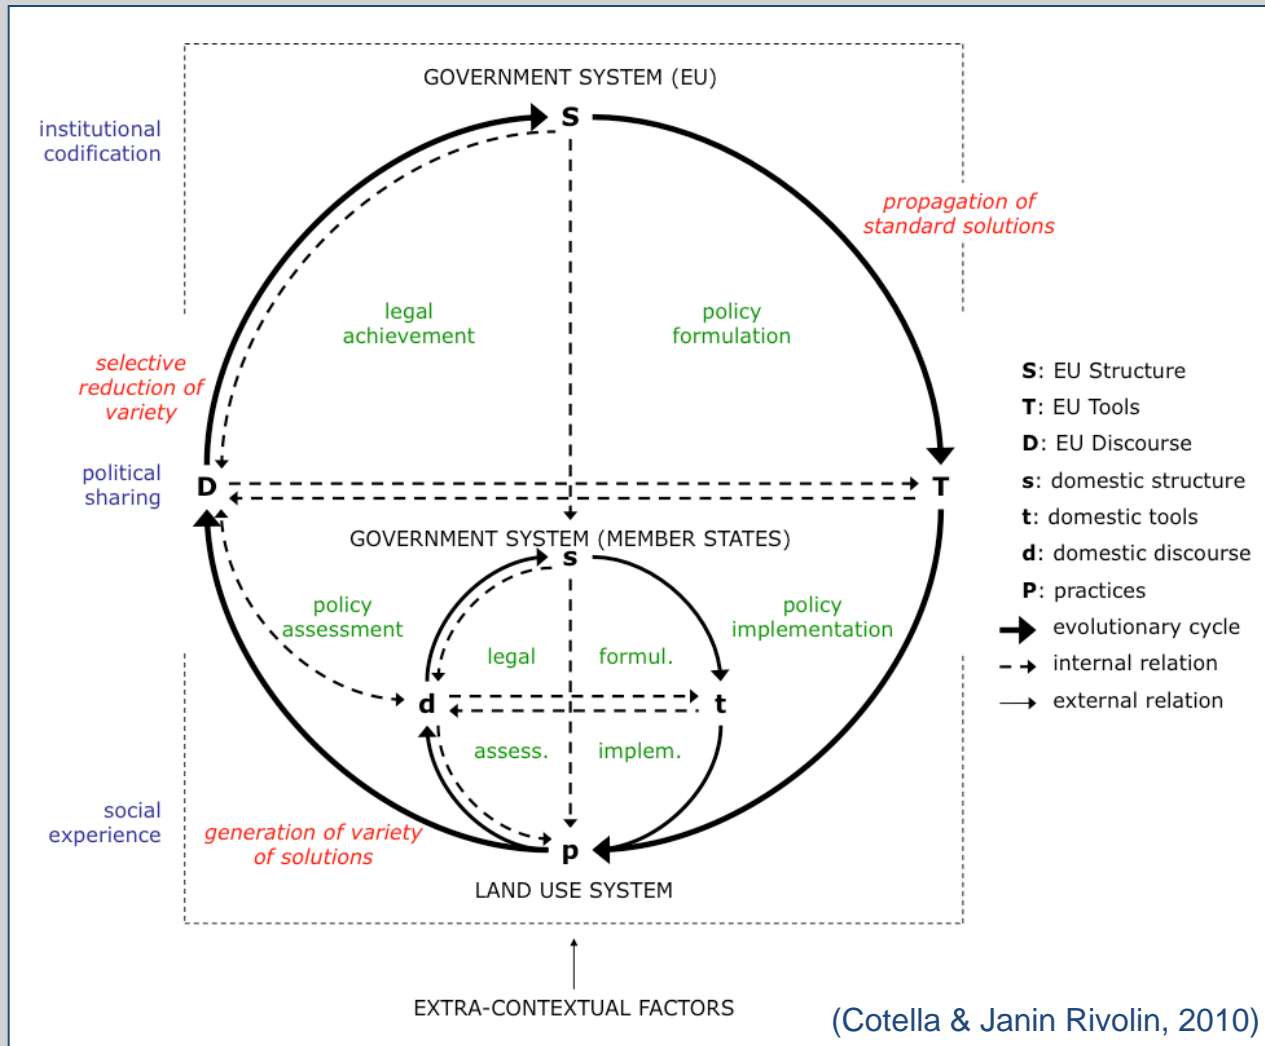 GOVERNMENT SYSTEM (EU)
S
institutional
codification
propagation of
standard solutions
legal
achievement
policy
formulation
selective
reduction of
variety
political
sharing
D
T
GOVERNMENT SYSTEM (MEMBER STATES)
s
policy
assessment
policy
implementation
legal
formul.
d
t
assess.
implem.
social
experience
generation of variety
of solutions
p
LAND USE SYSTEM
EXTRA-CONTEXTUAL FACTORS
S: EU Structure
T: EU Tools
D: EU Discourse
s: domestic structure
t: domestic tools
d: domestic discourse
P: practices
evolutionary cycle
internal relation
external relation
(Cotella & Janin Rivolin, 2010)